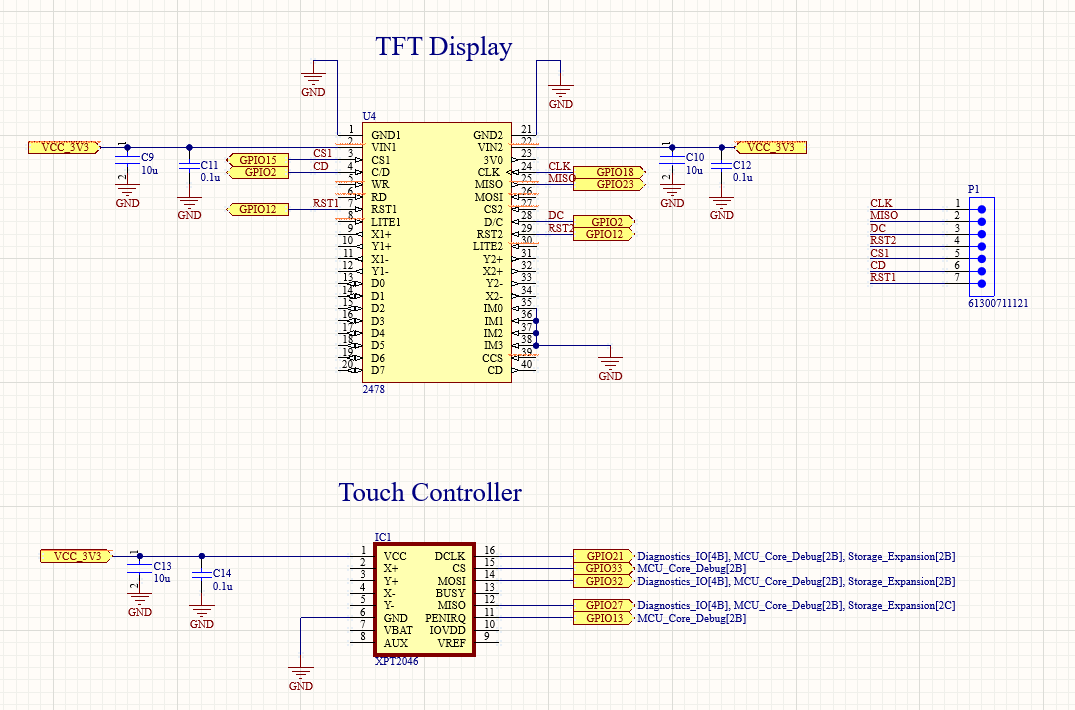 TFT Display
GND
GND
U4
1 GND1 GND2 21
2 VIN1 VIN2 22
3 CS1 3V0 23
4 C/D CLK 24
5 WR MISO 25
6 RD MOSI 26
7 RST1 CS2 27
8 LITE1 D/C 28
9 X1+ RST2 29
10 Y1+ LITE2 30
11 X1- Y2+ 31
12 Y1- X2+ 32
13 D0 Y2- 33
14 D1 X2- 34
15 D2 IM0 35
16 D3 IM1 36
17 D4 IM2 37
18 D5 IM3 38
19 D6 CCS 39
20 D7 CD 40
2478
VCC_3V3
1
C9
10u
2
GND
C11
0.1u
GND
GPIO15 CS1
GPIO2 CD
GPIO12 RST1
CLK GPIO18
MISO GPIO23
DC GPIO2
RST2 GPIO12
VCC_3V3
1
C10
10u
2
GND
C12
0.1u
GND
GND
P1
CLK 1
MISO 2
DC 3
RST2 4
CS1 5
CD 6
RST1 7
61300711121
Touch Controller
VCC_3V3
1
C13
10u
2
GND
C14
0.1u
GND
GND
IC1
1 VCC DCLK 16
2 X+ CS 15
3 Y+ MOSI 14
4 X- BUSY 13
5 Y- MISO 12
6 GND PENIRQ 11
7 VBAT IOVDD 10
8 AUX VREF 9
XPT2046
GPIO21 Diagnostics_IO[4B], MCU_Core_Debug[2B], Storage_Expansion[2B]
GPIO33 MCU_Core_Debug[2B]
GPIO32 Diagnostics_IO[4B], MCU_Core_Debug[2B], Storage_Expansion[2B]
GPIO27 Diagnostics_IO[4B], MCU_Core_Debug[2B], Storage_Expansion[2C]
GPIO13 MCU_Core_Debug[2B]